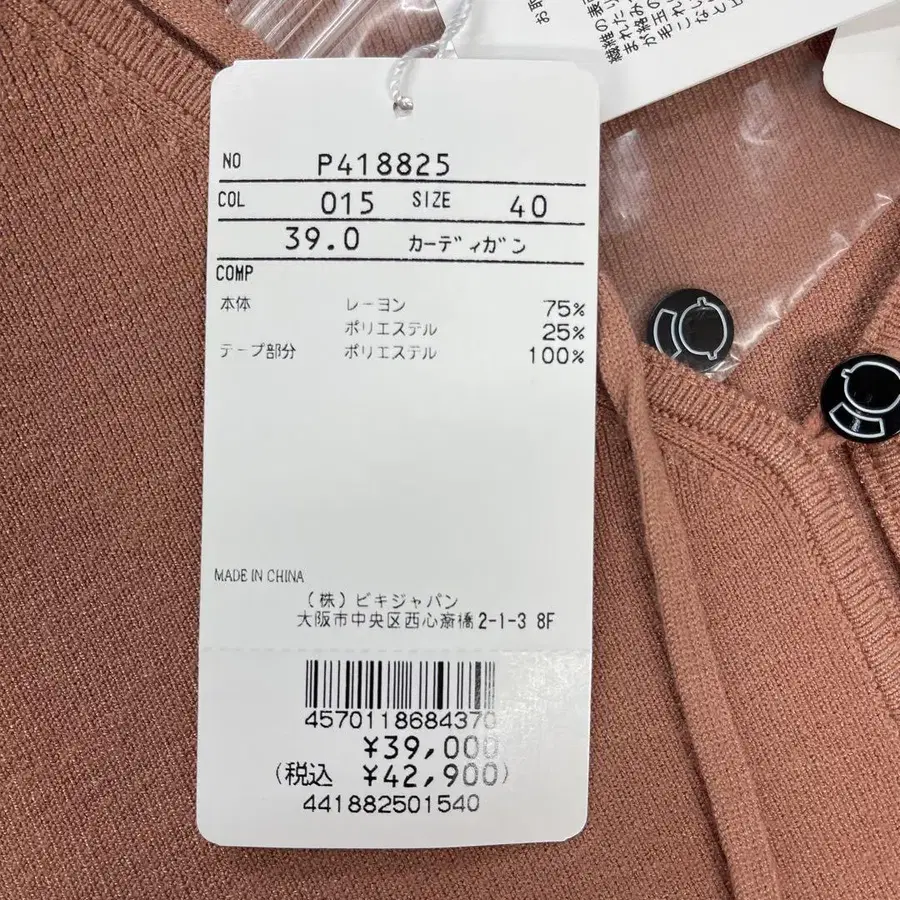 NO P418825
COL 015 SIZE 40
39.0 カーディガン
COMP
本体 レーヨン 75%
ポリエステル 25%
テープ部分 ポリエステル 100%
MADE IN CHINA
(株)ビキジャパン
大阪市中央区西心斎橋2-1-3 8F
4570118684370
¥39,000
(税込 ¥42,900)
441882501540